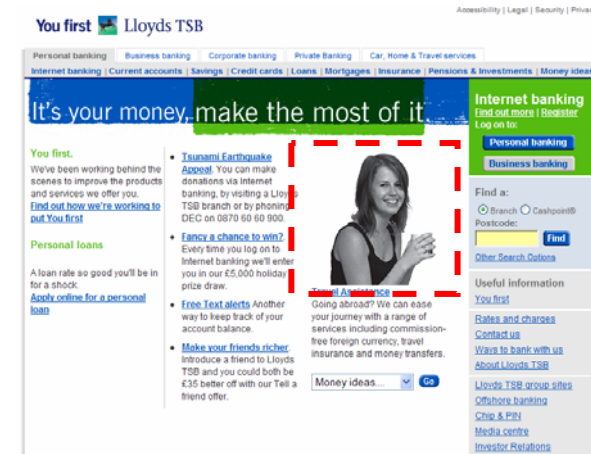 Accessibility | Legal | Security |
You first Lloyds TSB
Personal banking Business banking Corporate banking Private Banking Car, Home & Travel services
Internet banking | Current accounts | Savings | Credit cards | Loans | Mortgages | Insurance | Pensions & Investments | Money ideas
It's your money, make the most of it
You first.
We've been working behind the
scenes to improve the products
and services we offer you.
Find out how we're working to
put You first
Personal loans
A loan rate so good you'll be in
for a shock.
Apply online for a personal
loan
Tsunami Earthquake
Appeal. You can make
donations via Internet
banking, by visiting a Lloyds
TSB branch or by phoning
DEC on 0870 60 60 900.
Fancy a chance to win?.
Every time you log on to
Internet banking we'll enter
you in our £5,000 holiday
prize draw.
Free Text alerts Another
way to keep track of your
account balance.
Make your friends richer.
Introduce a friend to Lloyds
TSB and you could both be
£35 better off with our Tell a
friend offer.
Travel Assistance
Going abroad? We can ease
your journey with a range of
services including commission-
free foreign currency, travel
insurance and money transfers.
Money ideas.... Go
Internet banking
Find out more | Register
Log on to:
Personal banking
Business banking
Find a:
Branch Cashpoint®
Postcode:
Find
Other Search Options
Useful information
You first
Rates and charges
Contact us
Ways to bank with us
About Lloyds TSB
Lloyds TSB group sites
Offshore banking
Chip & PIN
Media centre
Investor Relations